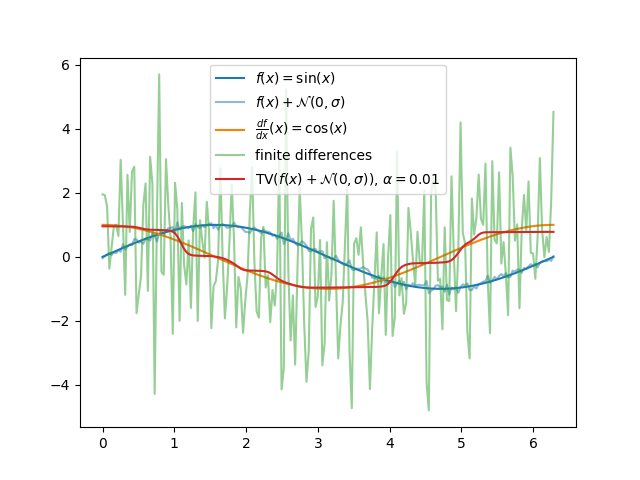 6
4
2
0
−2
−4
0
1
2
3
4
5
6
f(x) = sin(x)
f(x) + 𝒩(0, σ)
df/dx (x) = cos(x)
finite differences
TV(f(x) + 𝒩(0, σ)), α = 0.01